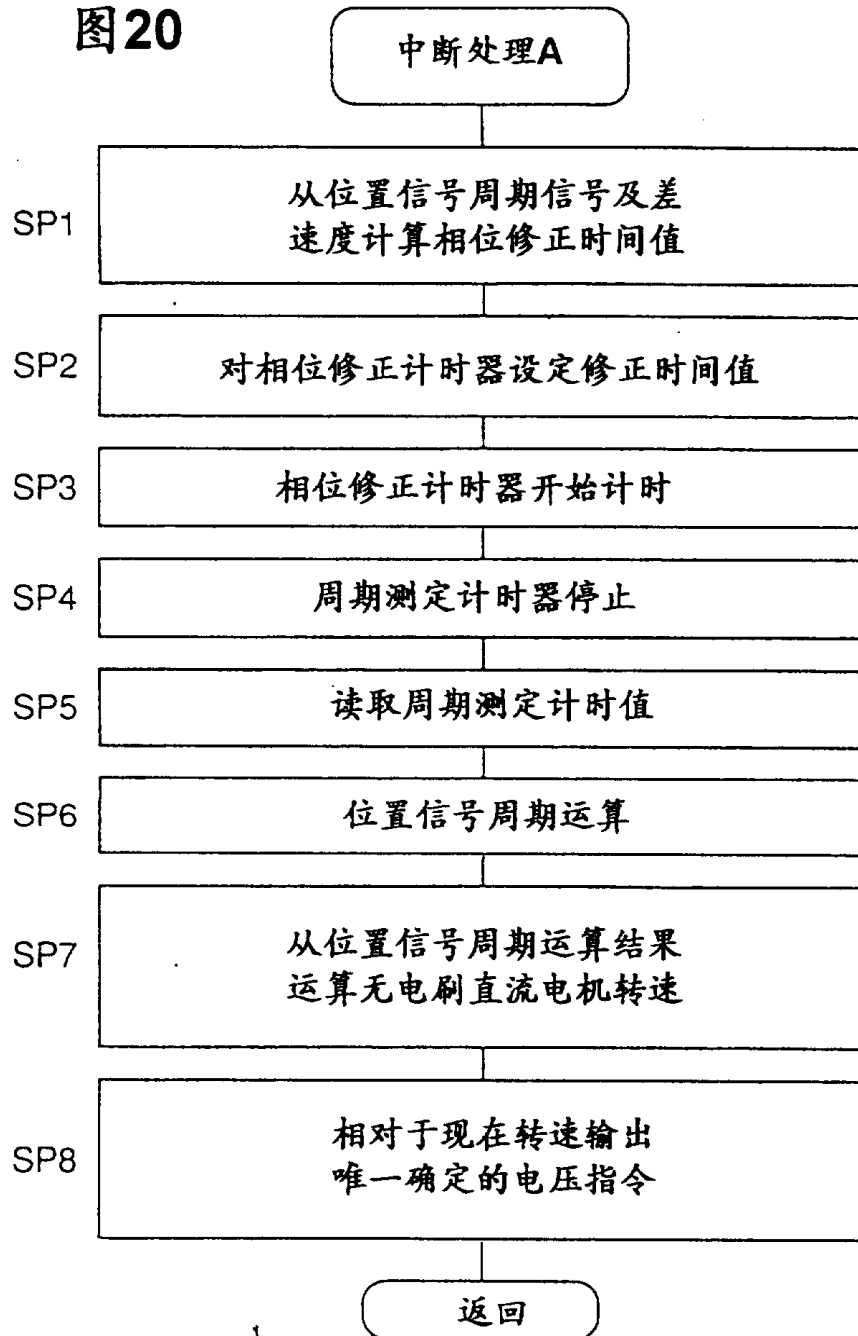 图20
中断处理A
SP1
从位置信号周期信号及差
速度计算相位修正时间值
SP2
对相位修正计时器设定修正时间值
SP3
相位修正计时器开始计时
SP4
周期测定计时器停止
SP5
读取周期测定计时值
SP6
位置信号周期运算
SP7
从位置信号周期运算结果
运算无电刷直流电机转速
SP8
相对于现在转速输出
唯一确定的电压指令
返回